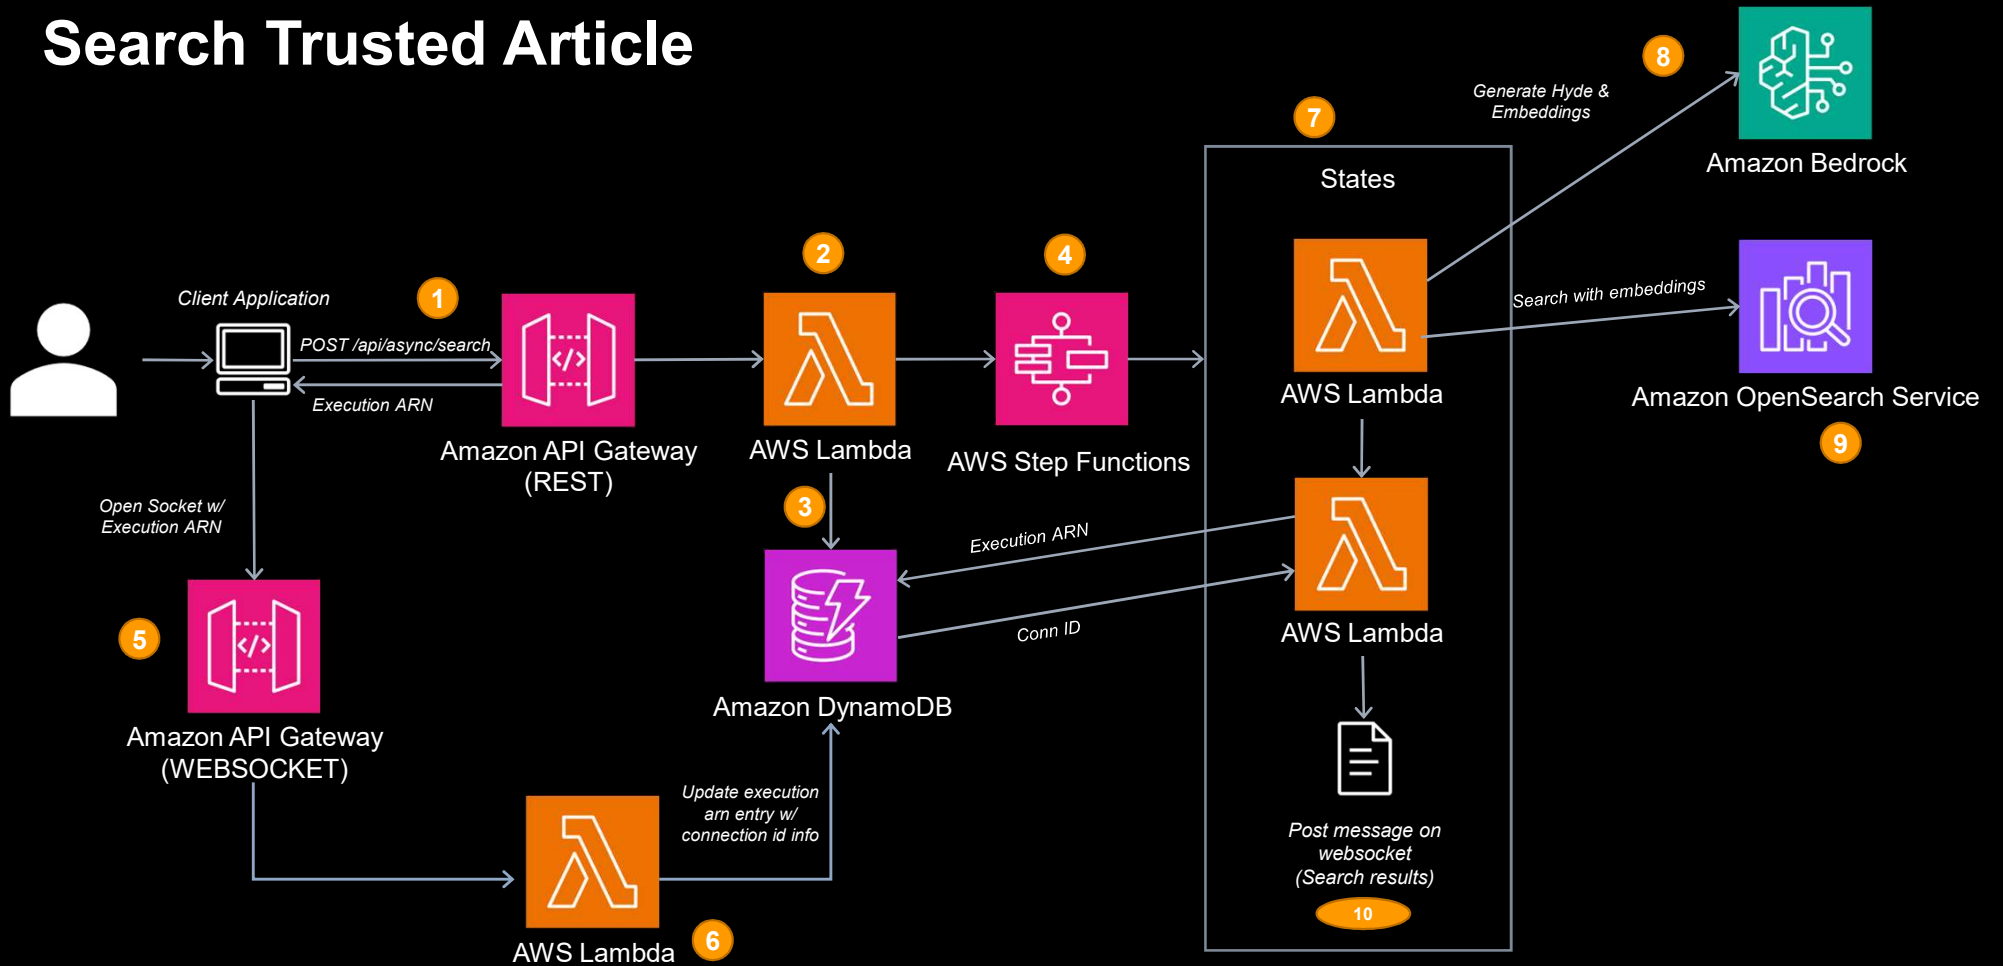 Search Trusted Article
8
Generate Hyde &
Embeddings
Amazon Bedrock
7
States
2
4
1
Client Application
POST /api/async/search
Execution ARN
Amazon API Gateway
(REST)
AWS Lambda
AWS Step Functions
AWS Lambda
Search with embeddings
Amazon OpenSearch Service
9
3
Open Socket w/
Execution ARN
Execution ARN
Conn ID
AWS Lambda
5
Amazon API Gateway
(WEBSOCKET)
Amazon DynamoDB
Update execution
arn entry w/
connection id info
AWS Lambda
6
Post message on
websocket
(Search results)
10